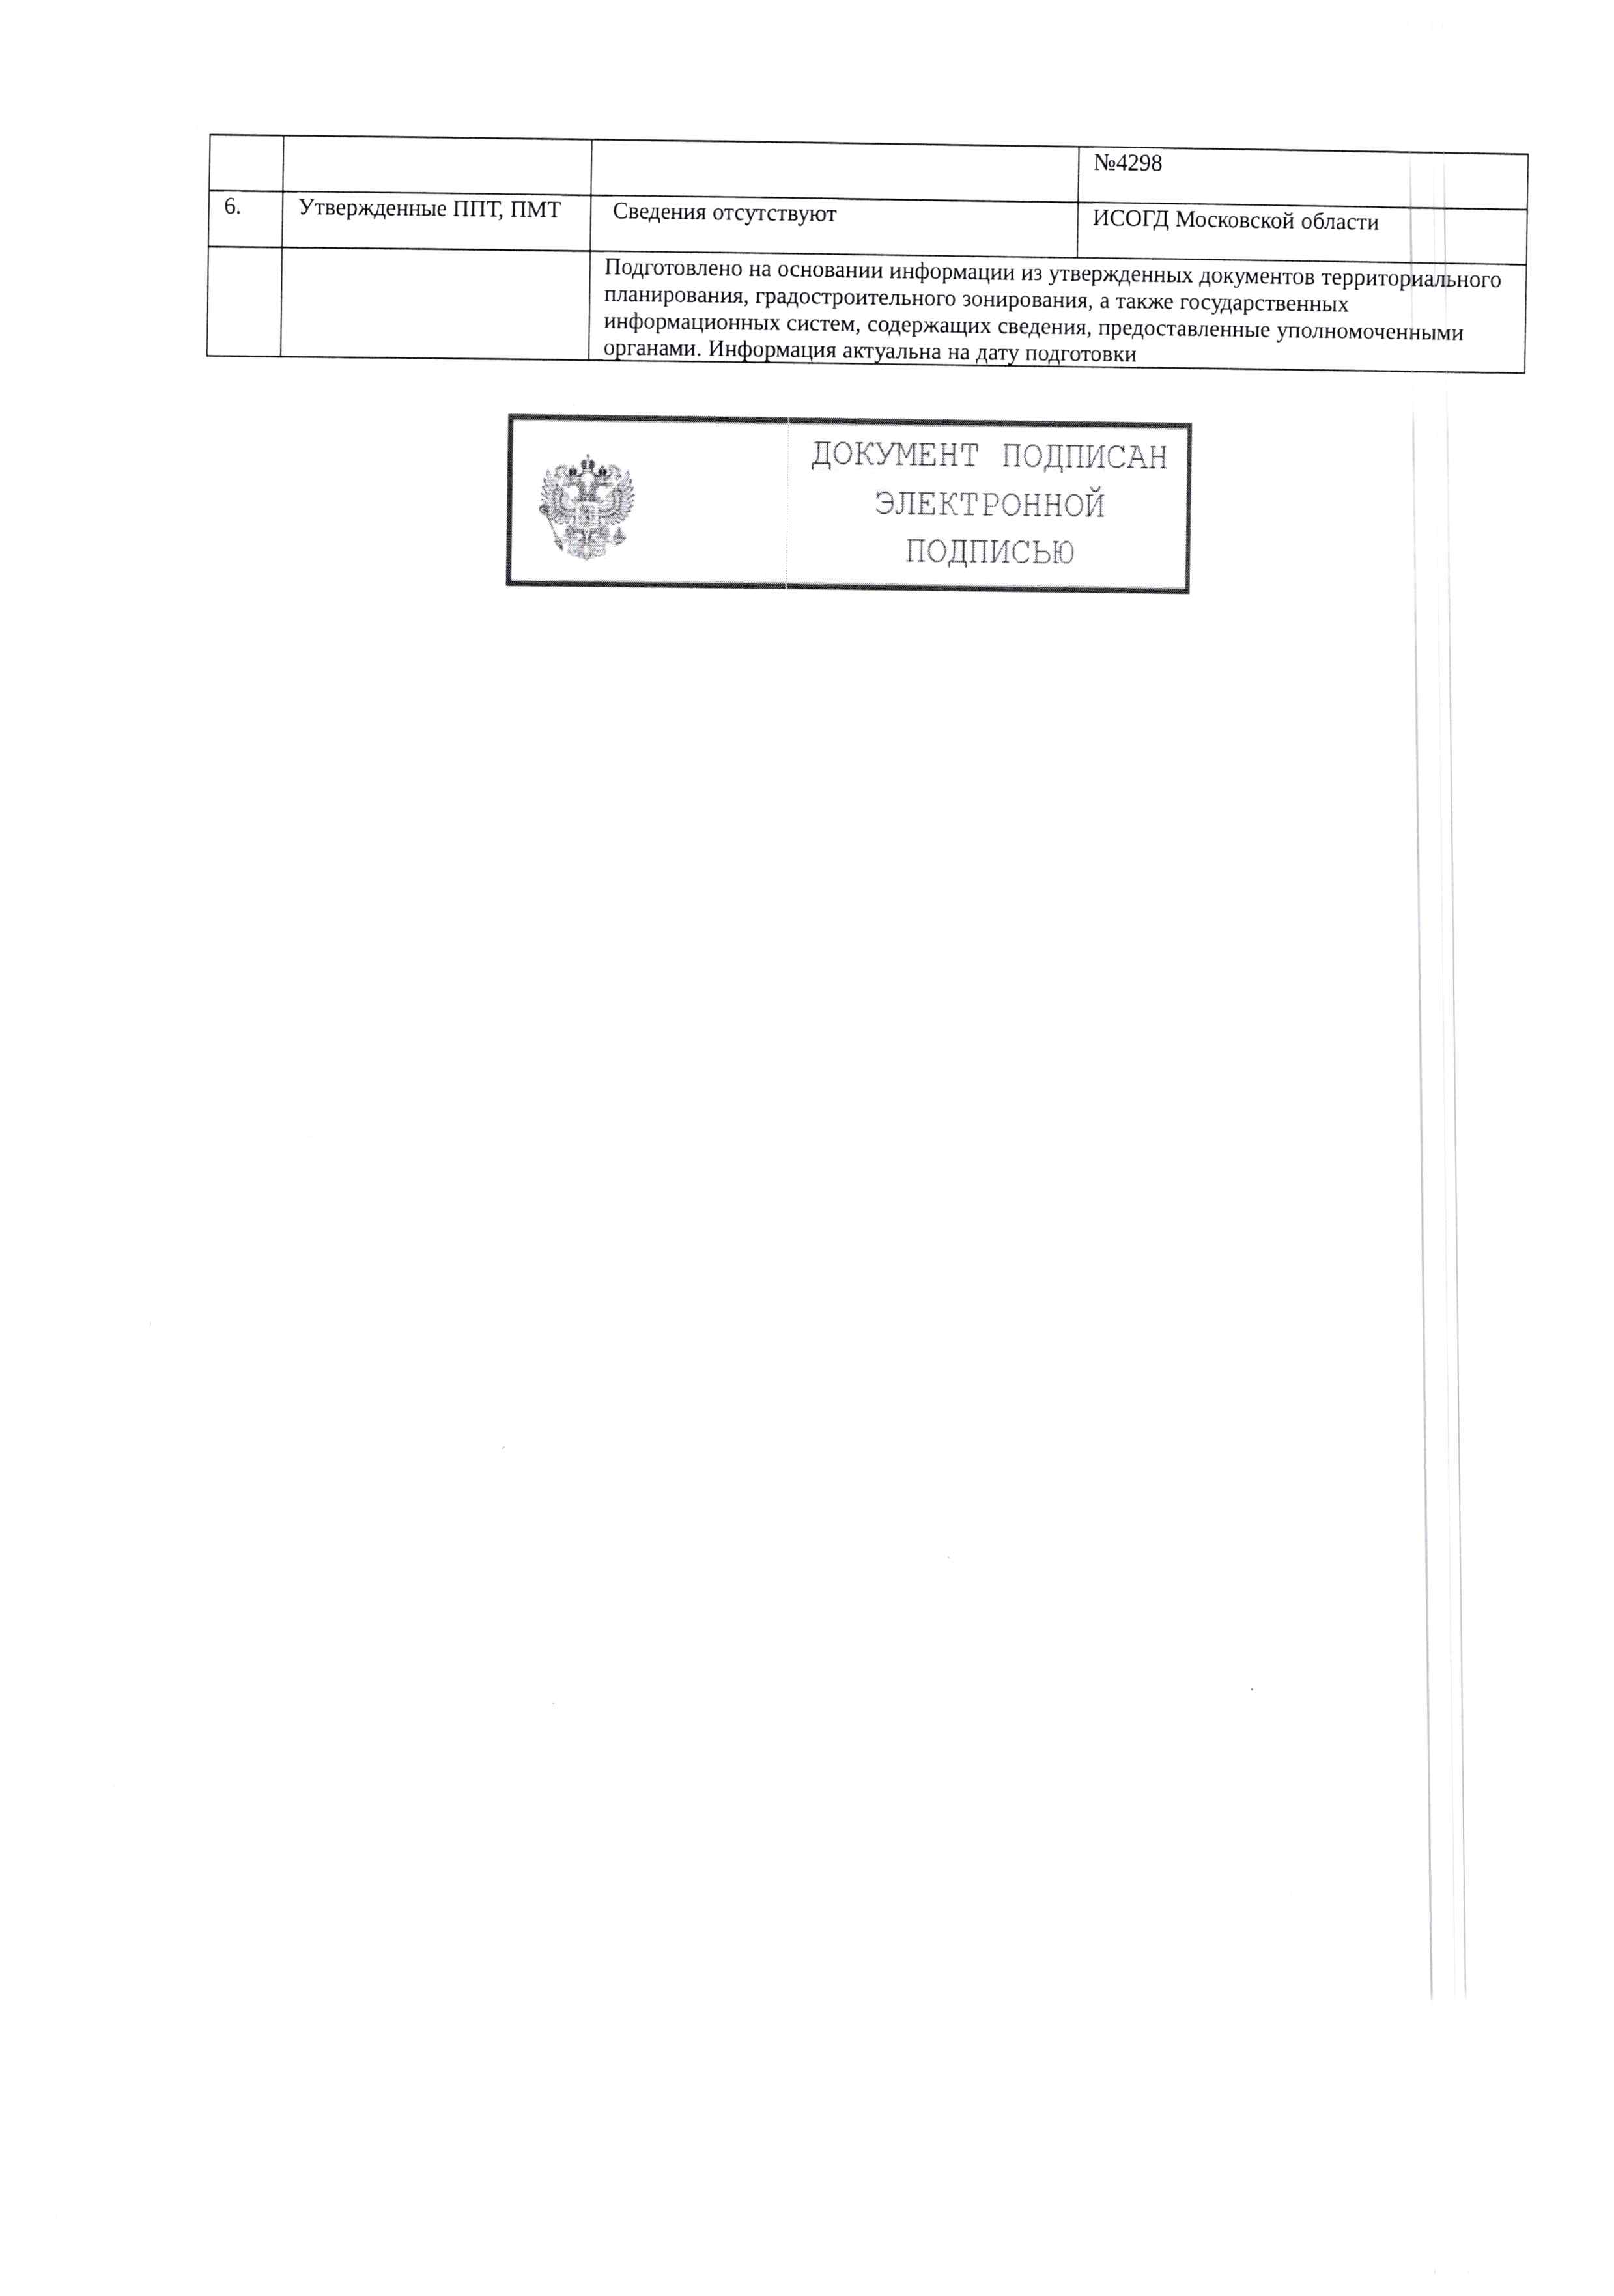 №4298
6. Утвержденные ППТ, ПМТ Сведения отсутствуют ИСОГД Московской области
Подготовлено на основании информации из утвержденных документов территориального
планирования, градостроительного зонирования, а также государственных
информационных систем, содержащих сведения, предоставленные уполномоченными
органами. Информация актуальна на дату подготовки
ДОКУМЕНТ ПОДПИСАН
ЭЛЕКТРОННОЙ
ПОДПИСЬЮ